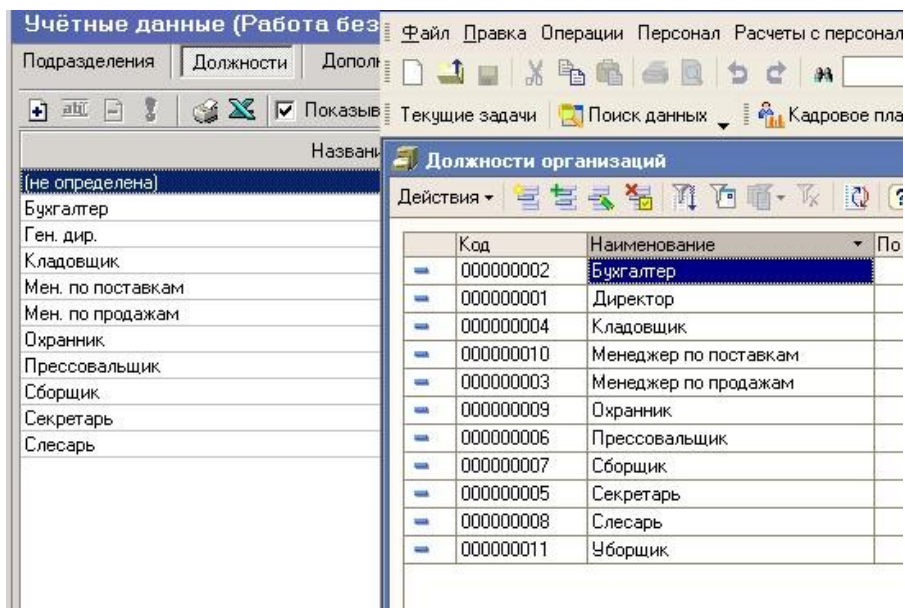 Учётные данные (Работа без
Подразделения Должности Дополн
Показыв
Названи
(не определена)
Бухгалтер
Ген. дир.
Кладовщик
Мен. по поставкам
Мен. по продажам
Охранник
Прессовальщик
Сборщик
Секретарь
Слесарь
Файл Правка Операции Персонал Расчеты с персонал
Текущие задачи Поиск данных Кадровое пла
Должности организаций
Действия
Код Наименование По
000000002 Бухгалтер
000000001 Директор
000000004 Кладовщик
000000010 Менеджер по поставкам
000000003 Менеджер по продажам
000000009 Охранник
000000006 Прессовальщик
000000007 Сборщик
000000005 Секретарь
000000008 Слесарь
000000011 Уборщик